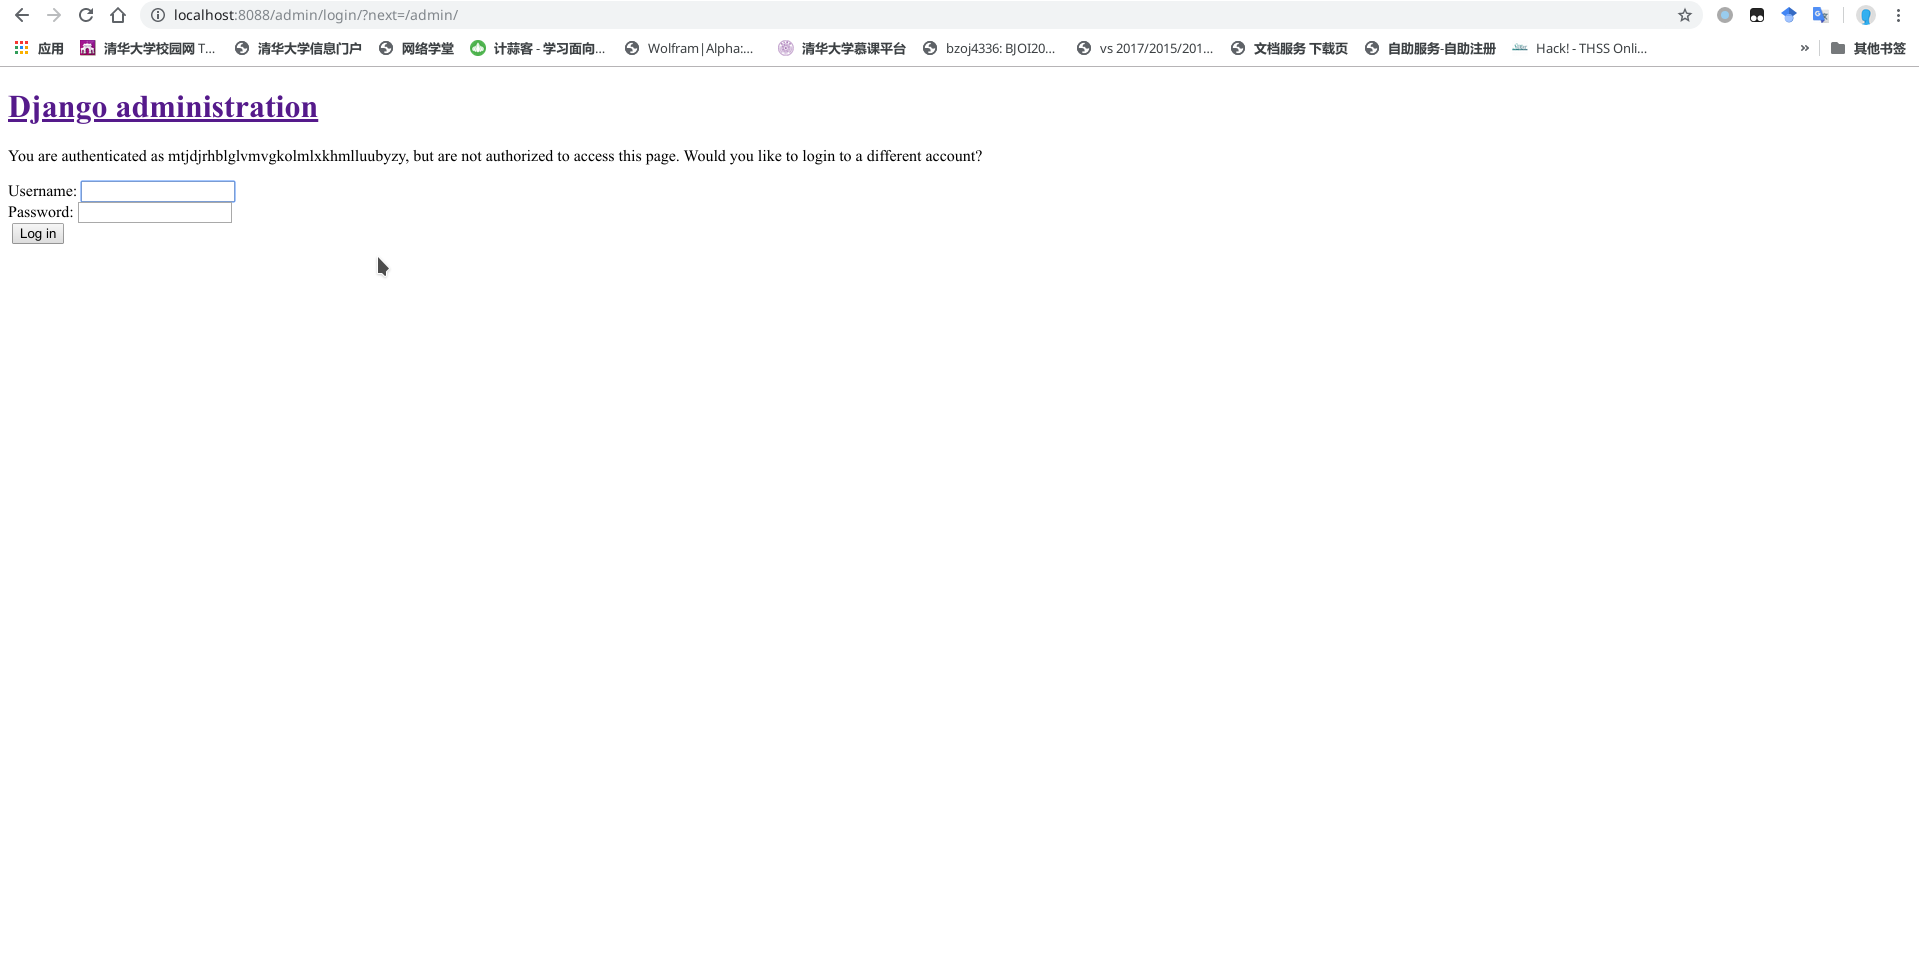 localhost:8088/admin/login/?next=/admin/
应用 清华大学校园网 T... 清华大学信息门户 网络学堂 计蒜客 - 学习面向... Wolfram|Alpha:... 清华大学慕课平台 bzoj4336: BJOI20... vs 2017/2015/201... 文档服务 下载页 自助服务-自助注册 Hack! - THSS Onli... » 其他书签
Django administration
You are authenticated as mtjdjrhblglvmvgkolmlxkhmlluubyzy, but are not authorized to access this page. Would you like to login to a different account?
Username:
Password:
Log in